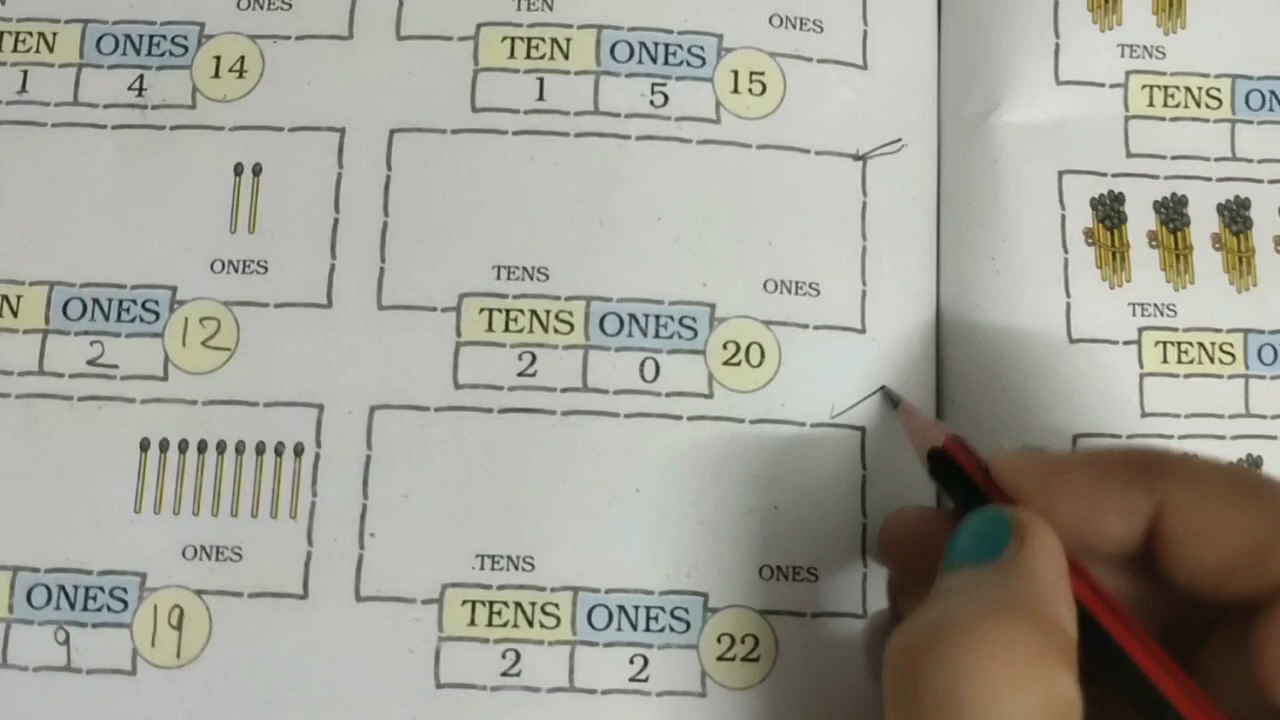 ONES
TEN ONES
1 4 14
TEN ONES
TEN ONES
1 5 15
ONES
ONES
2 12
TENS ONES
TENS ONES
2 0 20
ONES
ONES
9 19
.TENS ONES
TENS ONES
2 2 22
TENS
TENS
TENS
TENS